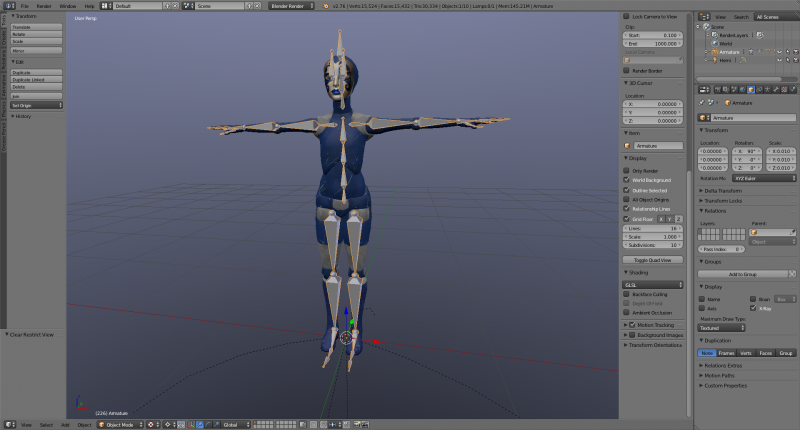 File Render Window Help Default Scene Blender Render v2.76 | Verts:15,524 | Faces:15,432 | Tris:30,334 | Objects:1/10 | Lamps:0/1 | Mem:145.21M | Armature
Transform
Translate
Rotate
Scale
Mirror
Edit
Duplicate
Duplicate Linked
Delete
Join
Set Origin
History
Clear Restrict View
User Persp
(226) Armature
View Select Add Object Object Mode Global
Lock Camera to View
Clip:
Start: 0.100
End: 1000.000
Local Camera:
Render Border
3D Cursor
Location:
X: 0.00000
Y: 0.00000
Z: 0.00000
Item
Armature
Display
Only Render
World Background
Outline Selected
All Object Origins
Relationship Lines
Grid Floor X Y Z
Lines: 16
Scale: 1.000
Subdivisions: 10
Toggle Quad View
Shading
GLSL
Backface Culling
Depth Of Field
Ambient Occlusion
Motion Tracking
Background Images
Transform Orientations
View Search All Scenes
Scene
RenderLayers
World
Armature
Hemi
Armature
Armature
Transform
Location: Rotation: Scale:
0.00000 X: 90° X:0.010
0.00000 Y: 0° Y:0.010
0.00000 Z: 0° Z:0.010
Rotation Mo: XYZ Euler
Delta Transform
Transform Locks
Relations
Layers: Parent:
Object
Pass Index: 0
Groups
Add to Group
Display
Name Boun Box
Axis X-Ray
Maximum Draw Type:
Textured
Duplication
None Frames Verts Faces Group
Relations Extras
Motion Paths
Custom Properties